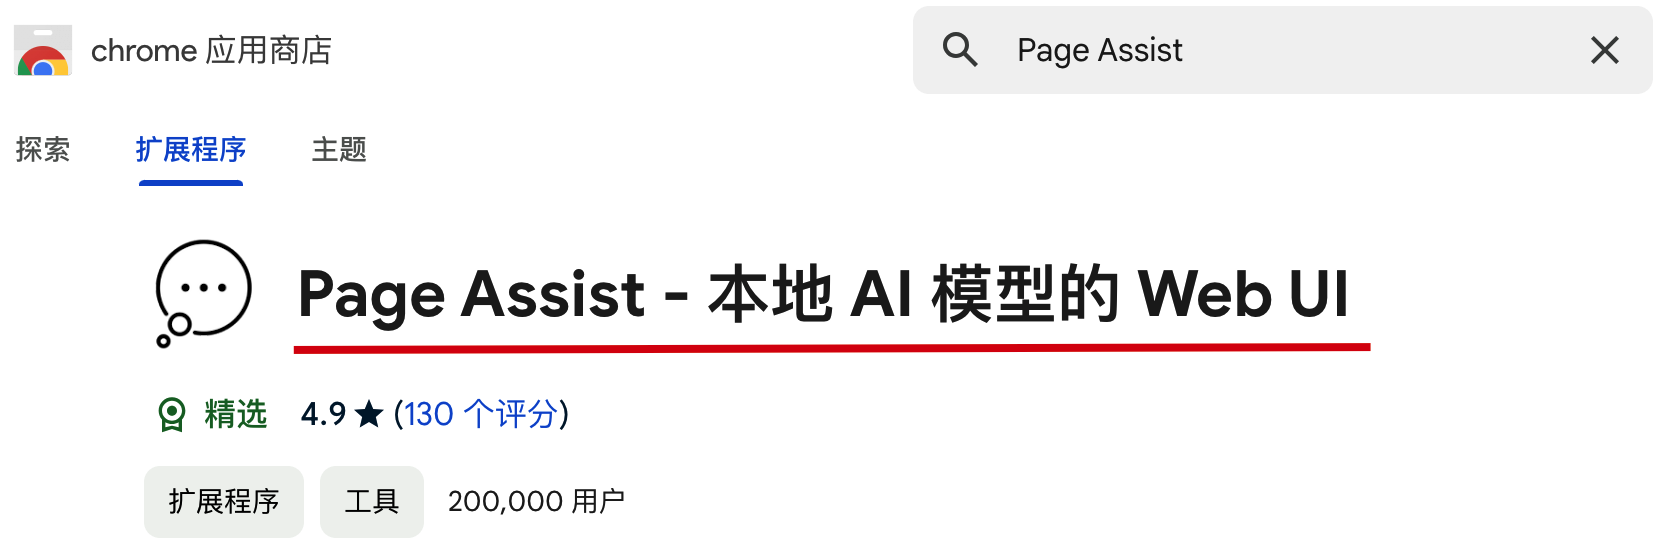 chrome 应用商店
Page Assist
探索 扩展程序 主题
Page Assist - 本地 AI 模型的 Web UI
精选 4.9 ★ (130 个评分)
扩展程序 工具 200,000 用户